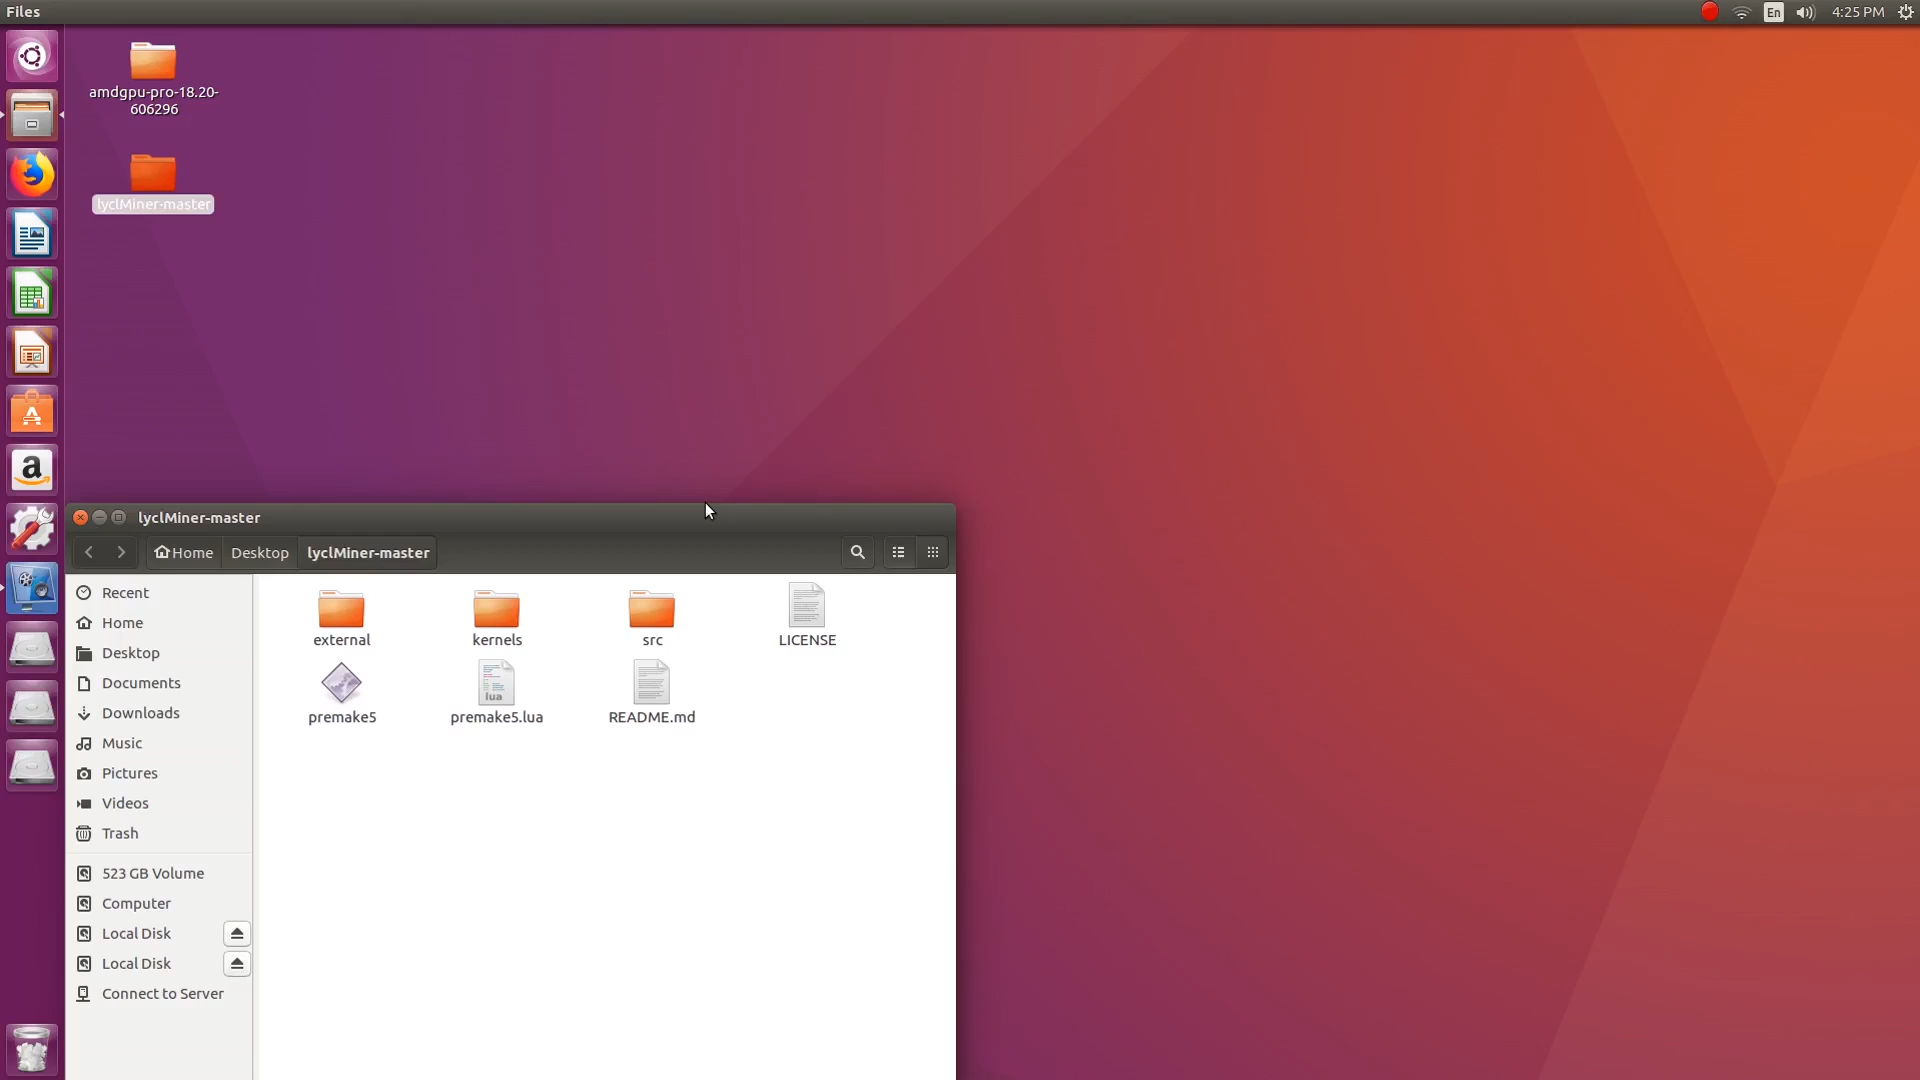 Files
En
4:25 PM
amdgpu-pro-18.20-
606296
lyclMiner-master
lyclMiner-master
Home
Desktop
lyclMiner-master
Recent
Home
Desktop
Documents
Downloads
Music
Pictures
Videos
Trash
523 GB Volume
Computer
Local Disk
Local Disk
Connect to Server
external
kernels
src
LICENSE
premake5
lua
premake5.lua
README.md